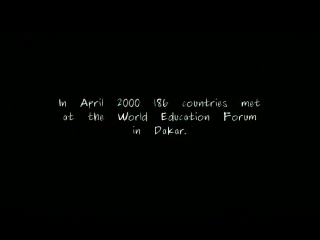 In April 2000 186 countries met
at the World Education Forum
in Dakar.